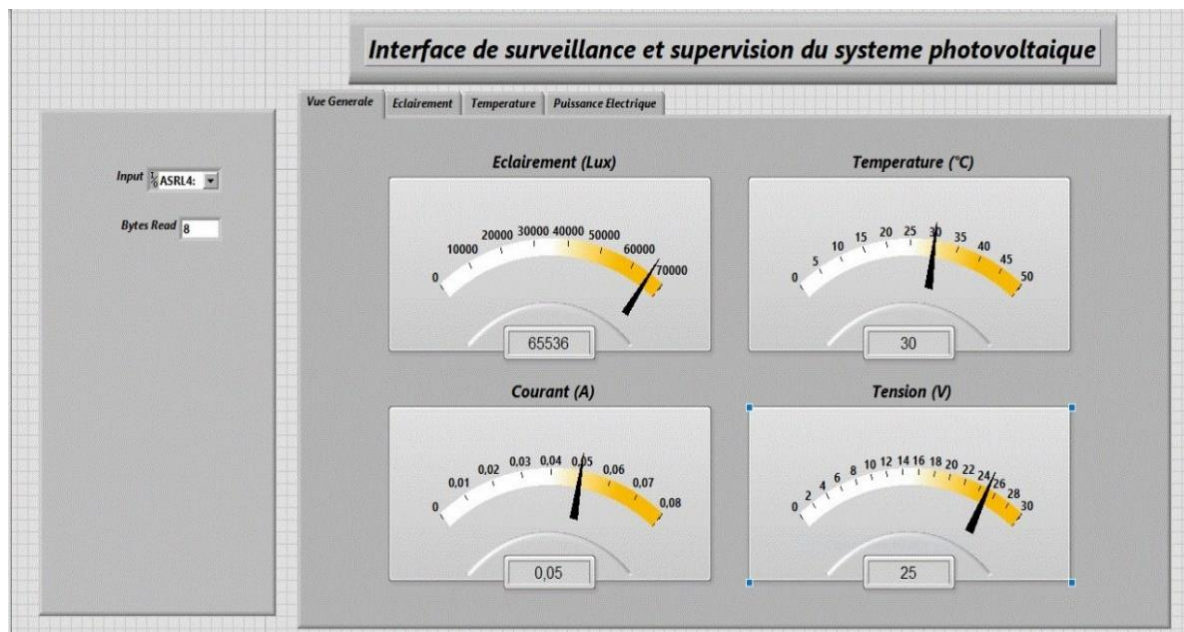 Interface de surveillance et supervision du systeme photovoltaique
Vue Generale Eclairement Temperature Puissance Electrique
Input ASRL4:
Bytes Read 8
Eclairement (Lux)
0 10000 20000 30000 40000 50000 60000 70000
65536
Temperature (°C)
0 5 10 15 20 25 30 35 40 45 50
30
Courant (A)
0 0,01 0,02 0,03 0,04 0,05 0,06 0,07 0,08
0,05
Tension (V)
0 2 4 6 8 10 12 14 16 18 20 22 24 26 28 30
25